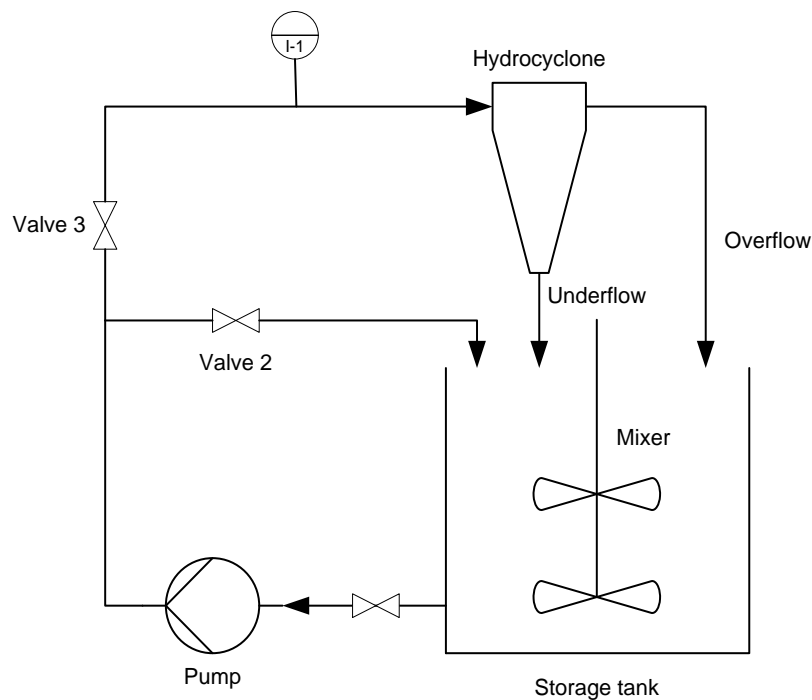 I-1
Hydrocyclone
Valve 3
Overflow
Underflow
Valve 2
Mixer
Pump
Storage tank